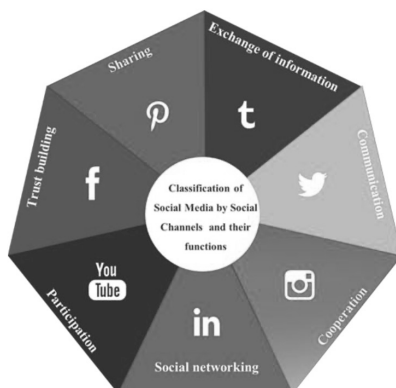 Sharing
Exchange of information
Communication
Cooperation
Social networking
Participation
Trust building
Classification of
Social Media by Social
Channels and their
functions
t
f
You
Tube
in